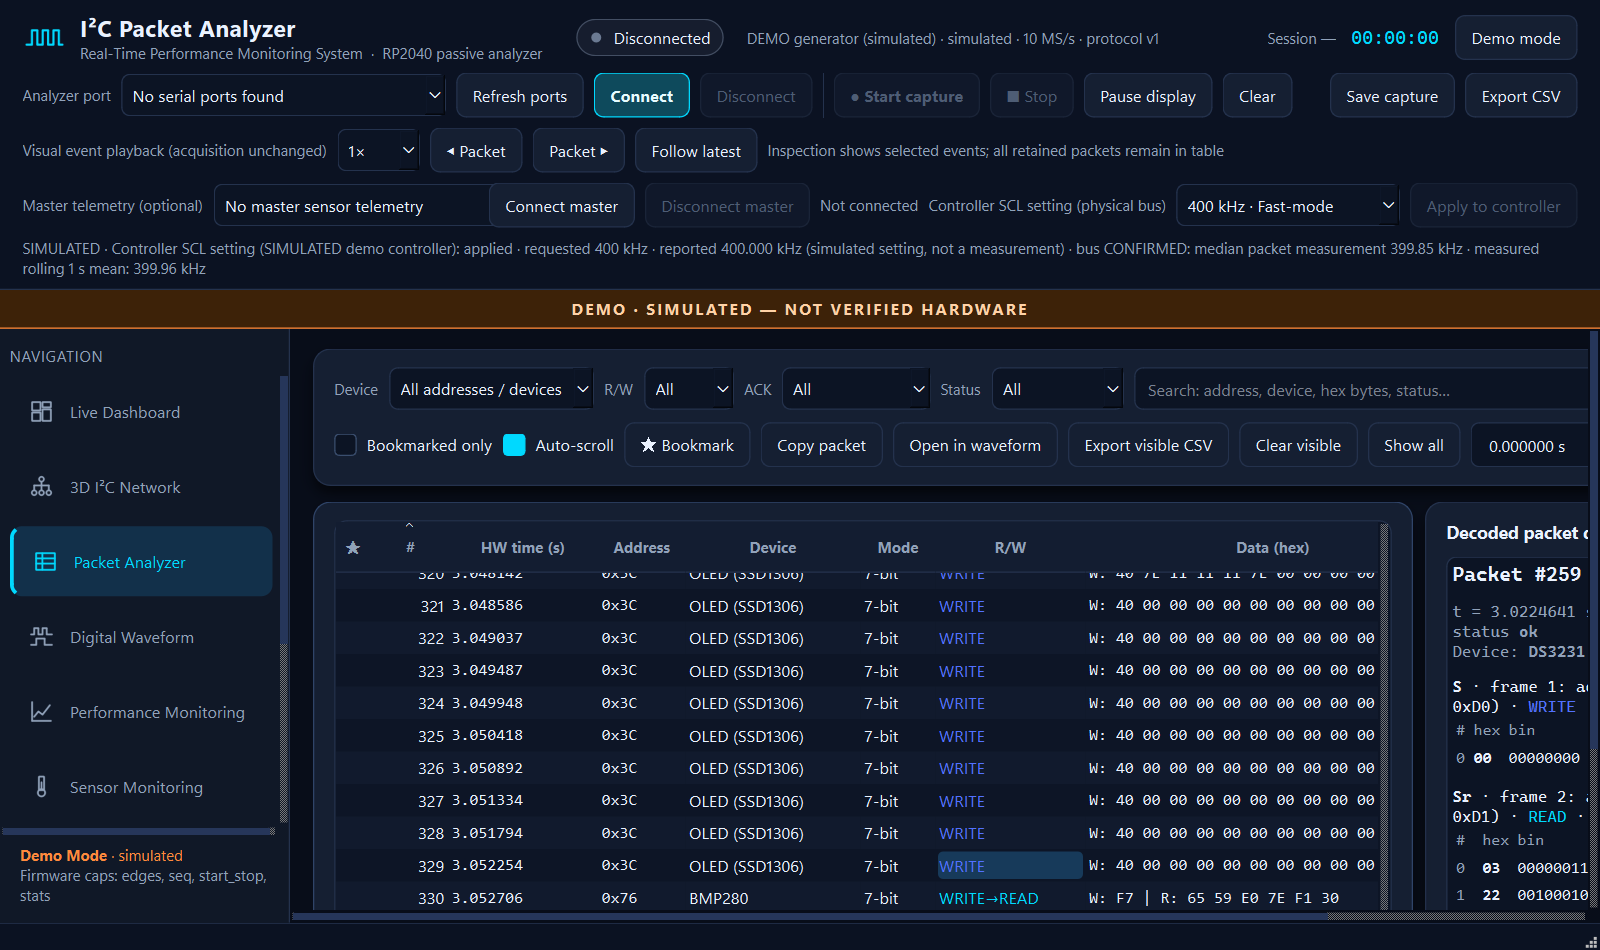 I²C Packet Analyzer
Real-Time Performance Monitoring System · RP2040 passive analyzer
Disconnected
DEMO generator (simulated) · simulated · 10 MS/s · protocol v1
Session — 00:00:00
Demo mode
Analyzer port No serial ports found Refresh ports Connect Disconnect ● Start capture ■ Stop Pause display Clear Save capture Export CSV
Visual event playback (acquisition unchanged) 1× ◂ Packet Packet ▸ Follow latest Inspection shows selected events; all retained packets remain in table
Master telemetry (optional) No master sensor telemetry Connect master Disconnect master Not connected Controller SCL setting (physical bus) 400 kHz · Fast-mode Apply to controller
SIMULATED · Controller SCL setting (SIMULATED demo controller): applied · requested 400 kHz · reported 400.000 kHz (simulated setting, not a measurement) · bus CONFIRMED: median packet measurement 399.85 kHz · measured
rolling 1 s mean: 399.96 kHz
DEMO · SIMULATED — NOT VERIFIED HARDWARE
NAVIGATION
Live Dashboard
3D I²C Network
Packet Analyzer
Digital Waveform
Performance Monitoring
Sensor Monitoring
Demo Mode · simulated
Firmware caps: edges, seq, start_stop,
stats
Device All addresses / devices R/W All ACK All Status All Search: address, device, hex bytes, status...
Bookmarked only Auto-scroll ★ Bookmark Copy packet Open in waveform Export visible CSV Clear visible Show all 0.000000 s
★ # HW time (s) Address Device Mode R/W Data (hex)
320 3.048142 0x3C OLED (SSD1306) 7-bit WRITE W: 40 7E 11 11 11 7E 00 00 00 00
321 3.048586 0x3C OLED (SSD1306) 7-bit WRITE W: 40 00 00 00 00 00 00 00 00 00
322 3.049037 0x3C OLED (SSD1306) 7-bit WRITE W: 40 00 00 00 00 00 00 00 00 00
323 3.049487 0x3C OLED (SSD1306) 7-bit WRITE W: 40 00 00 00 00 00 00 00 00 00
324 3.049948 0x3C OLED (SSD1306) 7-bit WRITE W: 40 00 00 00 00 00 00 00 00 00
325 3.050418 0x3C OLED (SSD1306) 7-bit WRITE W: 40 00 00 00 00 00 00 00 00 00
326 3.050892 0x3C OLED (SSD1306) 7-bit WRITE W: 40 00 00 00 00 00 00 00 00 00
327 3.051334 0x3C OLED (SSD1306) 7-bit WRITE W: 40 00 00 00 00 00 00 00 00 00
328 3.051794 0x3C OLED (SSD1306) 7-bit WRITE W: 40 00 00 00 00 00 00 00 00 00
329 3.052254 0x3C OLED (SSD1306) 7-bit WRITE W: 40 00 00 00 00 00 00 00 00 00
330 3.052706 0x76 BMP280 7-bit WRITE→READ W: F7 | R: 65 59 E0 7E F1 30
Decoded packet
Packet #259
t = 3.0224641
status ok
Device: DS3231
S · frame 1:
0xD0) · WRITE
# hex bin
0 00 00000000
Sr · frame 2:
0xD1) · READ ·
# hex bin
0 03 00000011
1 22 00100010